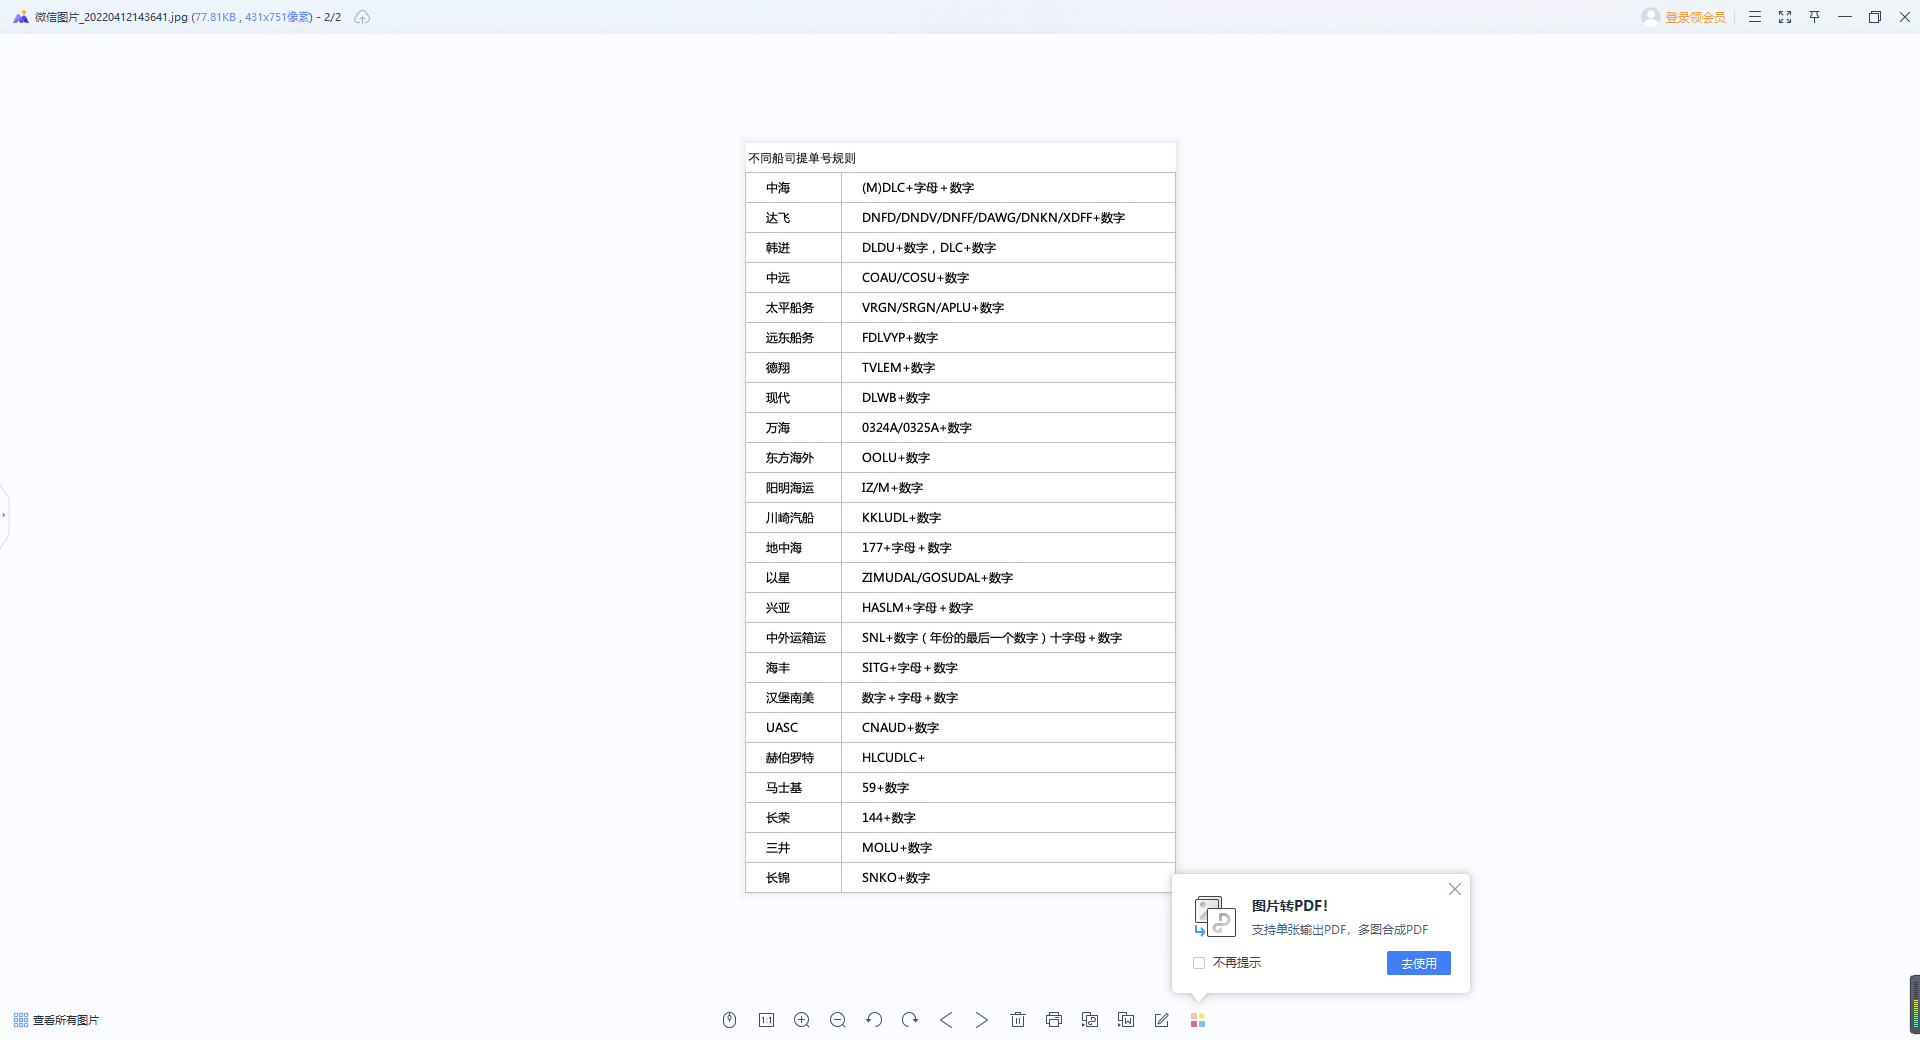 微信图片_20220412143641.jpg (77.81KB , 431x751像素) - 2/2
登录领会员
不同船司提单号规则
中海 (M)DLC+字母+数字
达飞 DNFD/DNDV/DNFF/DAWG/DNKN/XDFF+数字
韩进 DLDU+数字，DLC+数字
中远 COAU/COSU+数字
太平船务 VRGN/SRGN/APLU+数字
远东船务 FDLVYP+数字
德翔 TVLEM+数字
现代 DLWB+数字
万海 0324A/0325A+数字
东方海外 OOLU+数字
阳明海运 IZ/M+数字
川崎汽船 KKLUDL+数字
地中海 177+字母+数字
以星 ZIMUDAL/GOSUDAL+数字
兴亚 HASLM+字母+数字
中外运箱运 SNL+数字（年份的最后一个数字）十字母+数字
海丰 SITG+字母+数字
汉堡南美 数字+字母+数字
UASC CNAUD+数字
赫伯罗特 HLCUDLC+
马士基 59+数字
长荣 144+数字
三井 MOLU+数字
长锦 SNKO+数字
图片转PDF！
支持单张输出PDF，多图合成PDF
不再提示
去使用
查看所有图片
1:1